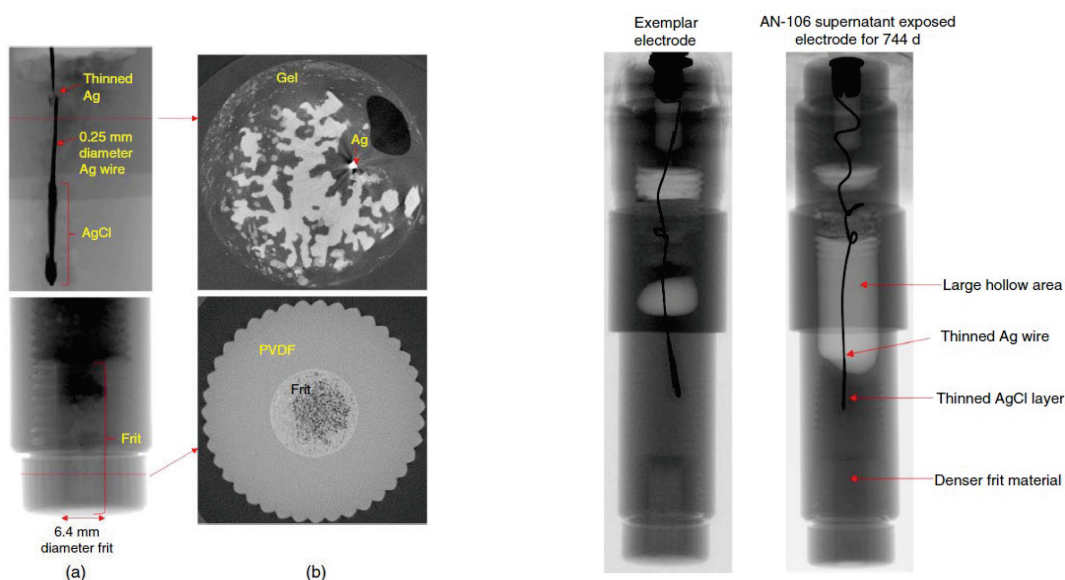 Thinned
Ag
0.25 mm
diameter
Ag wire
AgCl
Frit
6.4 mm
diameter frit
(a)
Gel
Ag
PVDF
Frit
(b)
Exemplar
electrode
AN-106 supernatant exposed
electrode for 744 d
Large hollow area
Thinned Ag wire
Thinned AgCl layer
Denser frit material